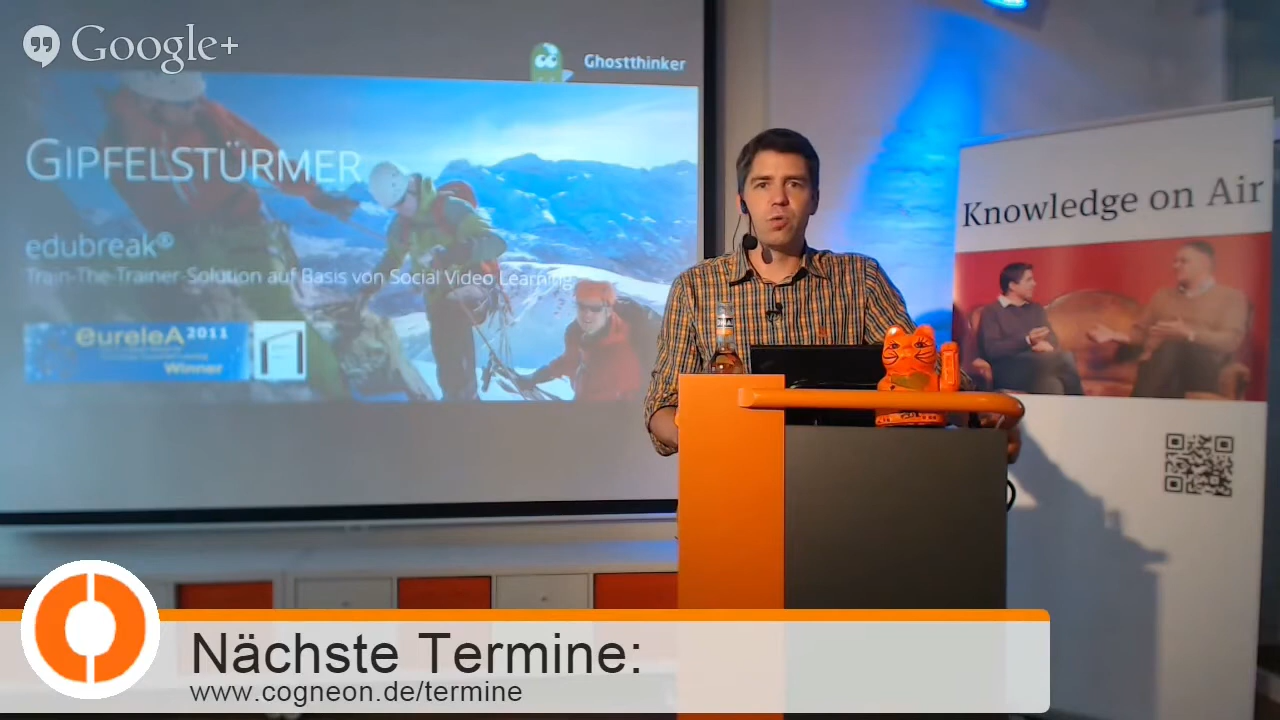 Google+
Ghostthinker
GIPFELSTÜRMER
edubreak®
Train-The-Trainer-Solution auf Basis von Social Video Learning
eureleA 2011
Winner
Knowledge on Air
Nächste Termine:
www.cogneon.de/termine